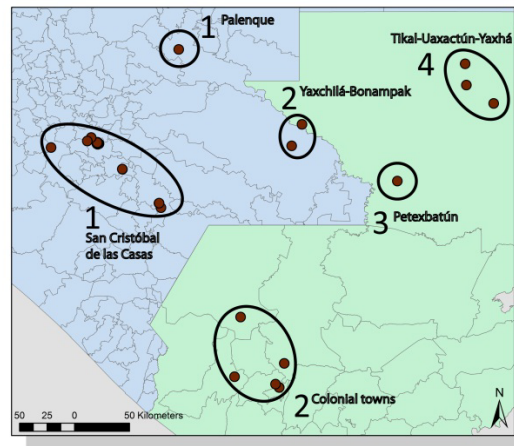 1 Palenque
Tikal-Uaxactún-Yaxhá
4
2 Yaxchilá-Bonampak
1
San Cristóbal
de las Casas
3 Petexbatún
2 Colonial towns
N
50 25 0 50 Kilometers